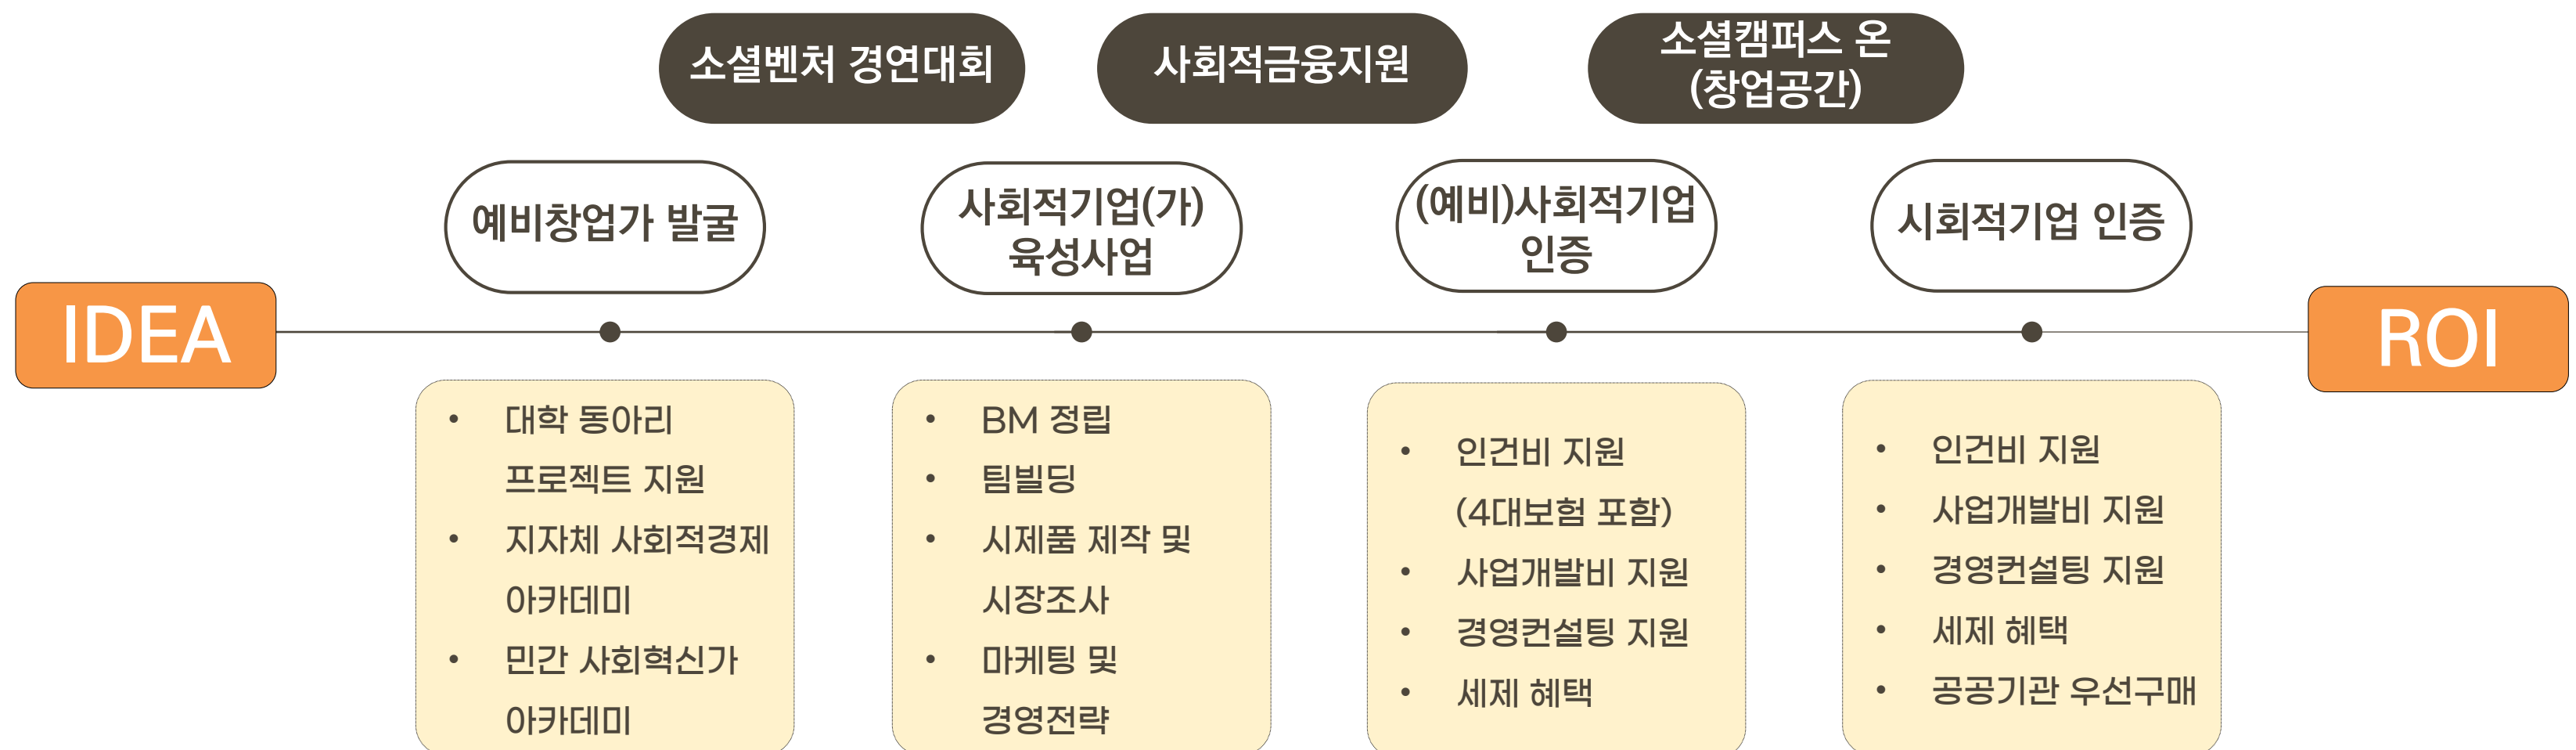 소셜벤처 경연대회
사회적금융지원
소셜캠퍼스 온
(창업공간)
예비창업가 발굴
사회적기업(가)
육성사업
(예비)사회적기업
인증
시회적기업 인증
IDEA
ROI
• 대학 동아리
프로젝트 지원
• 지자체 사회적경제
아카데미
• 민간 사회혁신가
아카데미
• BM 정립
• 팀빌딩
• 시제품 제작 및
시장조사
• 마케팅 및
경영전략
• 인건비 지원
(4대보험 포함)
• 사업개발비 지원
• 경영컨설팅 지원
• 세제 혜택
• 인건비 지원
• 사업개발비 지원
• 경영컨설팅 지원
• 세제 혜택
• 공공기관 우선구매